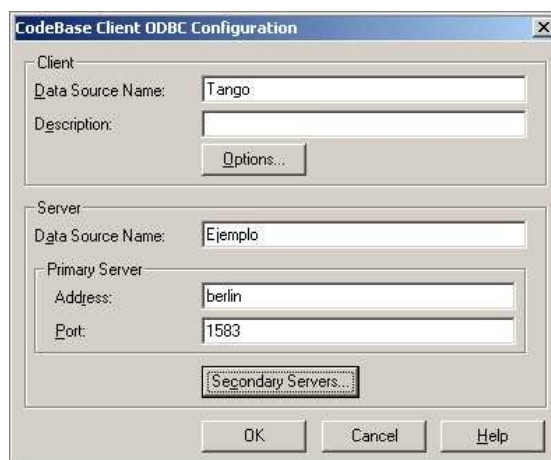 CodeBase Client ODBC Configuration
Client
Data Source Name: Tango
Description:
Options...
Server
Data Source Name: Ejemplo
Primary Server
Address: berlin
Port: 1583
Secondary Servers...
OK Cancel Help